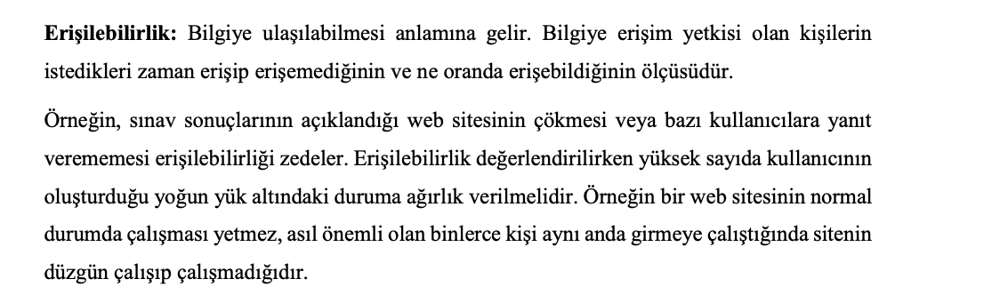 Erişilebilirlik: Bilgiye ulaşılabilmesi anlamına gelir. Bilgiye erişim yetkisi olan kişilerin
istedikleri zaman erişip erişemediğinin ve ne oranda erişebildiğinin ölçüsüdür.
Örneğin, sınav sonuçlarının açıklandığı web sitesinin çökmesi veya bazı kullanıcılara yanıt
verememesi erişilebilirliği zedeler. Erişilebilirlik değerlendirilirken yüksek sayıda kullanıcının
oluşturduğu yoğun yük altındaki duruma ağırlık verilmelidir. Örneğin bir web sitesinin normal
durumda çalışması yetmez, asıl önemli olan binlerce kişi aynı anda girmeye çalıştığında sitenin
düzgün çalışıp çalışmadığıdır.